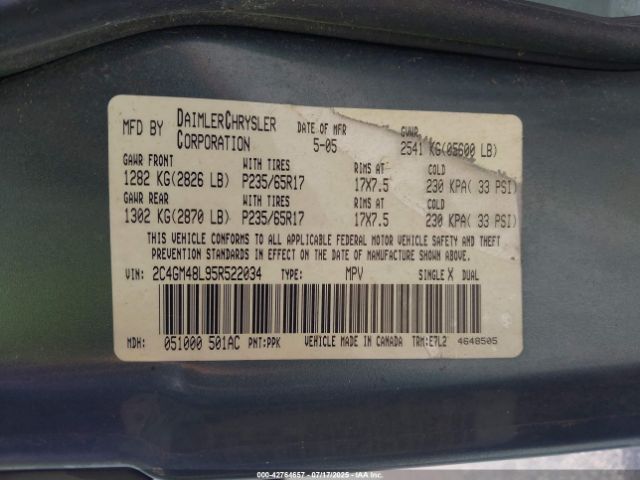 MFD BY DAIMLERCHRYSLER CORPORATION DATE OF MFR 5-05 GVWR 2541 KG(05600 LB)
GAWR FRONT WITH TIRES RIMS AT COLD
1282 KG(2826 LB) P235/65R17 17X7.5 230 KPA( 33 PSI)
GAWR REAR WITH TIRES RIMS AT COLD
1302 KG(2870 LB) P235/65R17 17X7.5 230 KPA( 33 PSI)
THIS VEHICLE CONFORMS TO ALL APPLICABLE FEDERAL MOTOR VEHICLE SAFETY AND THEFT
PREVENTION STANDARDS IN EFFECT ON THE DATE OF MANUFACTURE SHOWN ABOVE.
VIN: 2C4GM48L95R522034 TYPE: MPV SINGLE X DUAL
MDH: 051000 501AC PNT:PPK VEHICLE MADE IN CANADA TRM:E7L2 4648505
© 42764657 - 07/17/2025 - IAA, Inc.